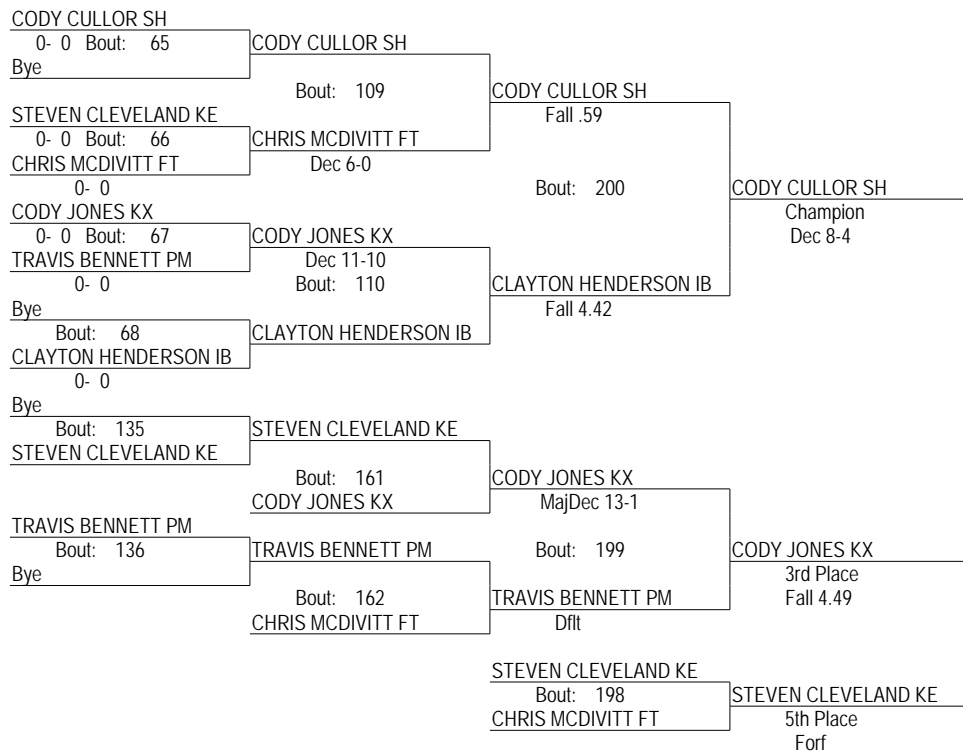 CODY CULLOR SH
0- 0 Bout: 65
CODY CULLOR SH
Bye
Bout: 109
CODY CULLOR SH
STEVEN CLEVELAND KE
Fall .59
0- 0 Bout: 66
CHRIS MCDIVITT FT
CHRIS MCDIVITT FT
Dec 6-0
0- 0
Bout: 200
CODY CULLOR SH
CODY JONES KX
Champion
0- 0 Bout: 67
CODY JONES KX
Dec 8-4
TRAVIS BENNETT PM
Dec 11-10
0- 0
Bout: 110
CLAYTON HENDERSON IB
Bye
Fall 4.42
Bout: 68
CLAYTON HENDERSON IB
CLAYTON HENDERSON IB
0- 0
Bye
Bout: 135
STEVEN CLEVELAND KE
STEVEN CLEVELAND KE
Bout: 161
CODY JONES KX
CODY JONES KX
MajDec 13-1
TRAVIS BENNETT PM
Bout: 136
TRAVIS BENNETT PM
Bout: 199
CODY JONES KX
Bye
3rd Place
Bout: 162
TRAVIS BENNETT PM
Fall 4.49
CHRIS MCDIVITT FT
Dflt
STEVEN CLEVELAND KE
Bout: 198
STEVEN CLEVELAND KE
CHRIS MCDIVITT FT
5th Place
Forf